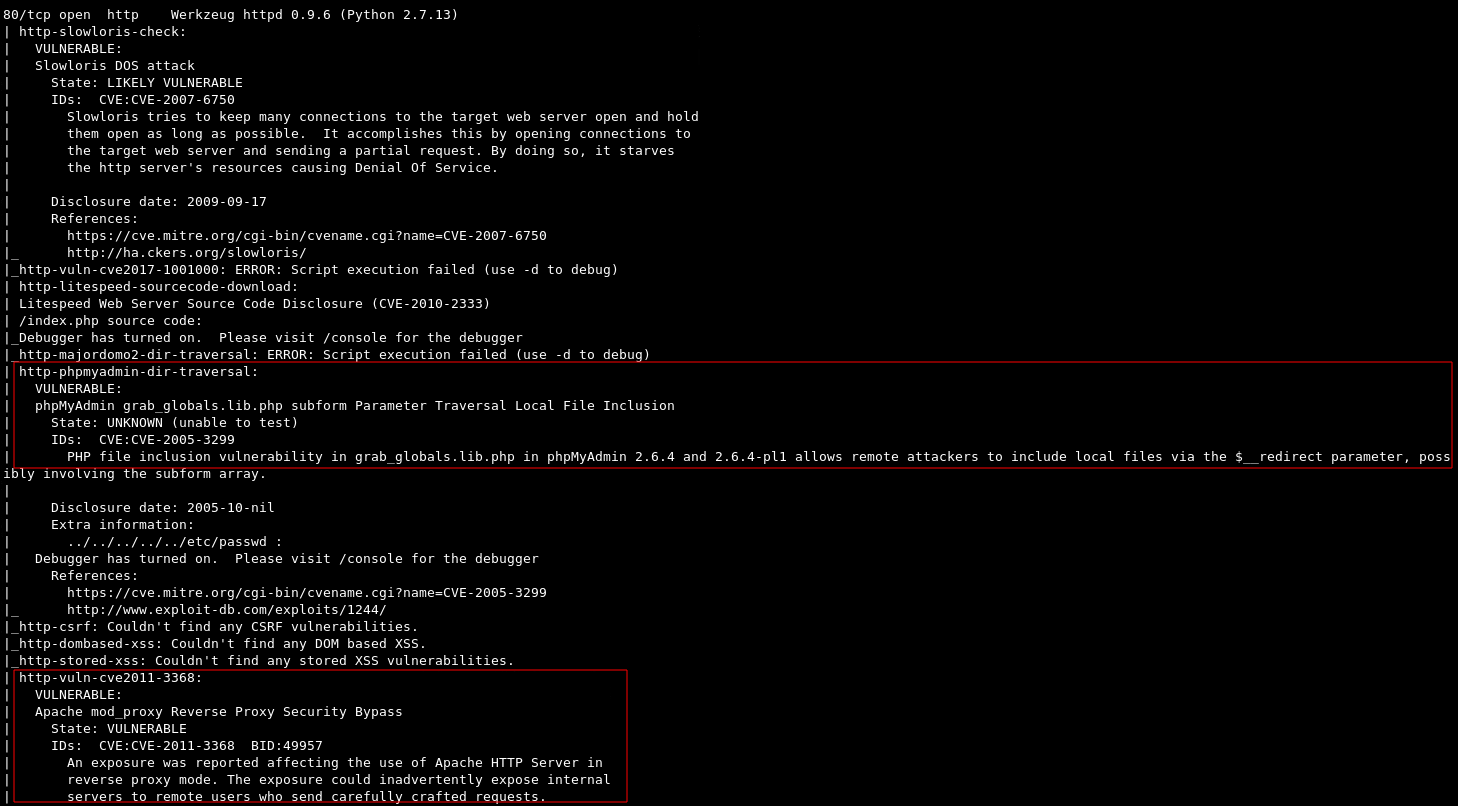 80/tcp open  http    Werkzeug httpd 0.9.6 (Python 2.7.13)
| http-slowloris-check:
|   VULNERABLE:
|   Slowloris DOS attack
|     State: LIKELY VULNERABLE
|     IDs:  CVE:CVE-2007-6750
|       Slowloris tries to keep many connections to the target web server open and hold
|       them open as long as possible.  It accomplishes this by opening connections to
|       the target web server and sending a partial request. By doing so, it starves
|       the http server's resources causing Denial Of Service.
|
|     Disclosure date: 2009-09-17
|     References:
|       https://cve.mitre.org/cgi-bin/cvename.cgi?name=CVE-2007-6750
|_      http://ha.ckers.org/slowloris/
|_http-vuln-cve2017-1001000: ERROR: Script execution failed (use -d to debug)
| http-litespeed-sourcecode-download:
| Litespeed Web Server Source Code Disclosure (CVE-2010-2333)
| /index.php source code:
|_Debugger has turned on.  Please visit /console for the debugger
|_http-majordomo2-dir-traversal: ERROR: Script execution failed (use -d to debug)
| http-phpmyadmin-dir-traversal:
|   VULNERABLE:
|   phpMyAdmin grab_globals.lib.php subform Parameter Traversal Local File Inclusion
|     State: UNKNOWN (unable to test)
|     IDs:  CVE:CVE-2005-3299
|       PHP file inclusion vulnerability in grab_globals.lib.php in phpMyAdmin 2.6.4 and 2.6.4-pl1 allows remote attackers to include local files via the $__redirect parameter, poss
ibly involving the subform array.
|
|     Disclosure date: 2005-10-nil
|     Extra information:
|       ../../../../../etc/passwd :
|   Debugger has turned on.  Please visit /console for the debugger
|     References:
|       https://cve.mitre.org/cgi-bin/cvename.cgi?name=CVE-2005-3299
|_      http://www.exploit-db.com/exploits/1244/
|_http-csrf: Couldn't find any CSRF vulnerabilities.
|_http-dombased-xss: Couldn't find any DOM based XSS.
|_http-stored-xss: Couldn't find any stored XSS vulnerabilities.
| http-vuln-cve2011-3368:
|   VULNERABLE:
|   Apache mod_proxy Reverse Proxy Security Bypass
|     State: VULNERABLE
|     IDs:  CVE:CVE-2011-3368  BID:49957
|       An exposure was reported affecting the use of Apache HTTP Server in
|       reverse proxy mode. The exposure could inadvertently expose internal
|       servers to remote users who send carefully crafted requests.